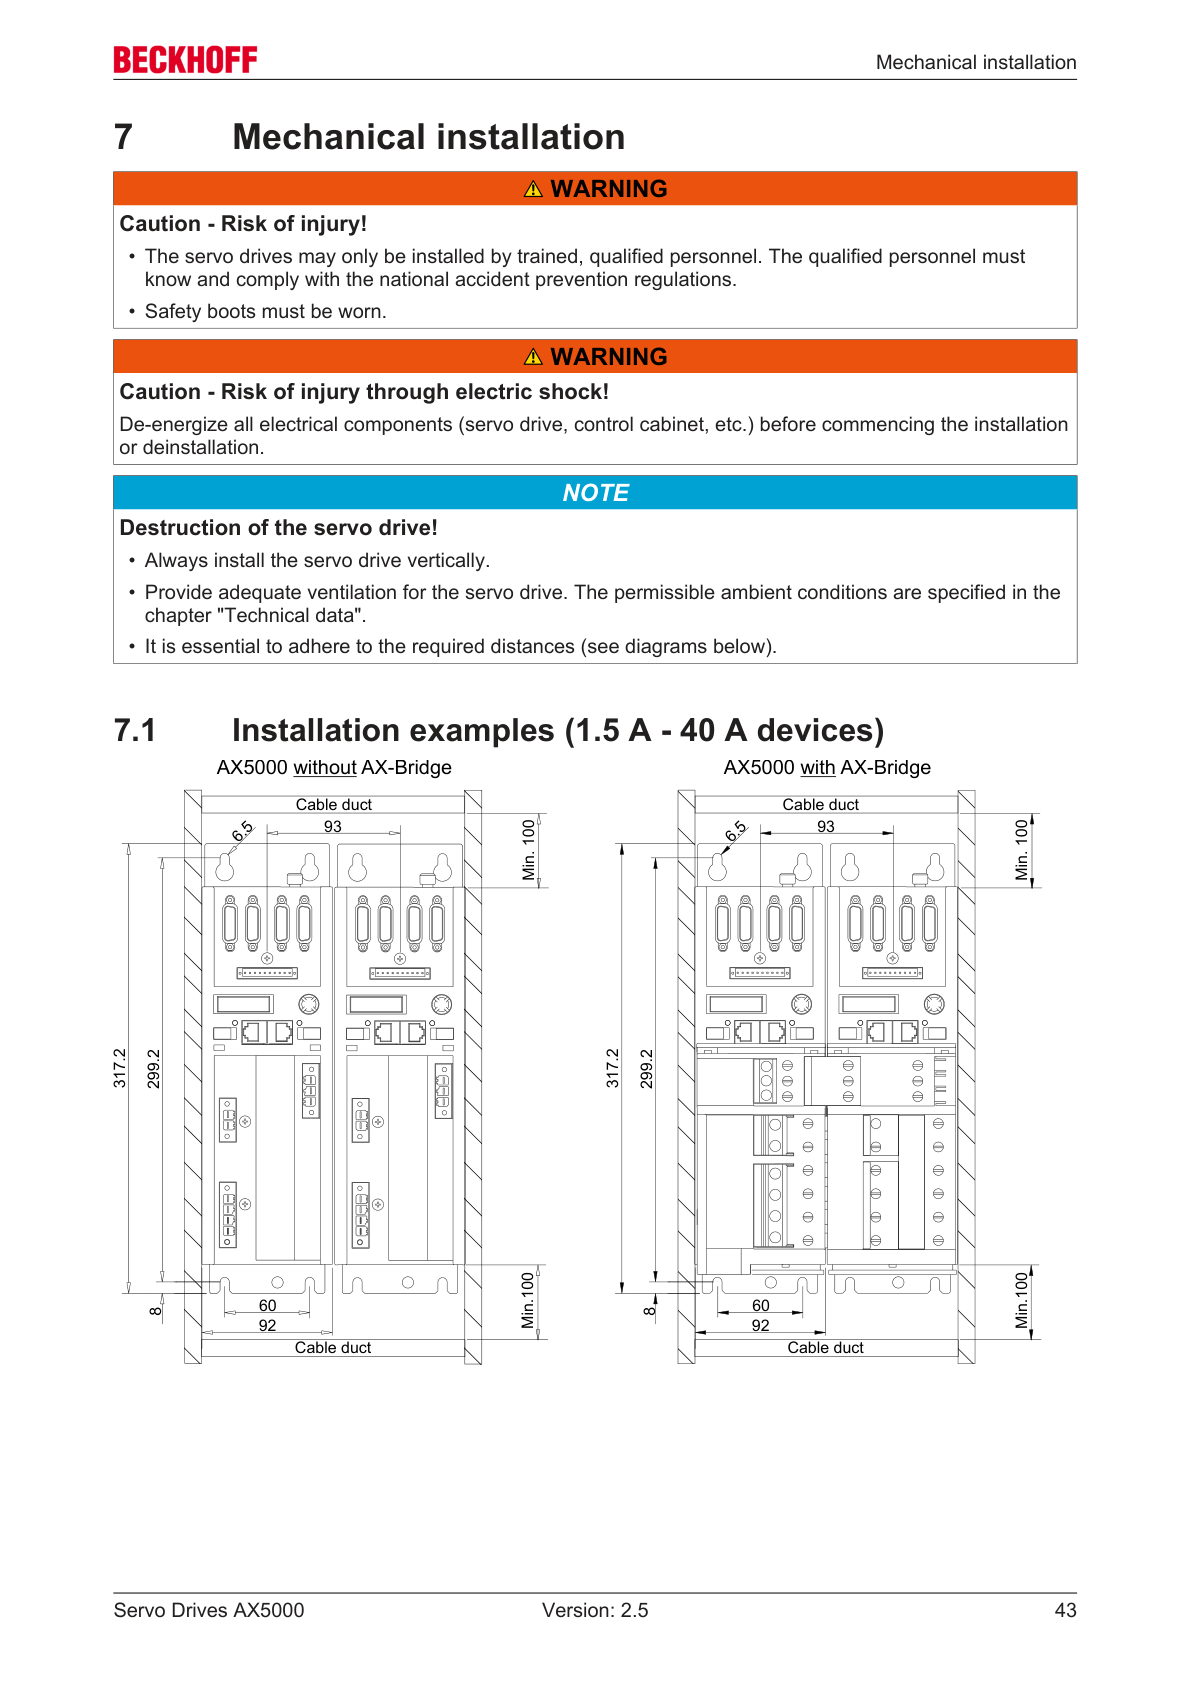 BECKHOFF
Mechanical installation
7 Mechanical installation
WARNING
Caution - Risk of injury!
• The servo drives may only be installed by trained, qualified personnel. The qualified personnel must
know and comply with the national accident prevention regulations.
• Safety boots must be worn.
WARNING
Caution - Risk of injury through electric shock!
De-energize all electrical components (servo drive, control cabinet, etc.) before commencing the installation
or deinstallation.
NOTE
Destruction of the servo drive!
• Always install the servo drive vertically.
• Provide adequate ventilation for the servo drive. The permissible ambient conditions are specified in the
chapter "Technical data".
• It is essential to adhere to the required distances (see diagrams below).
7.1 Installation examples (1.5 A - 40 A devices)
AX5000 without AX-Bridge
Cable duct
6.5
93
Min. 100
317.2
299.2
8
60
92
Min.100
Cable duct
AX5000 with AX-Bridge
Cable duct
6.5
93
Min. 100
317.2
299.2
8
60
92
Min.100
Cable duct
Servo Drives AX5000
Version: 2.5
43